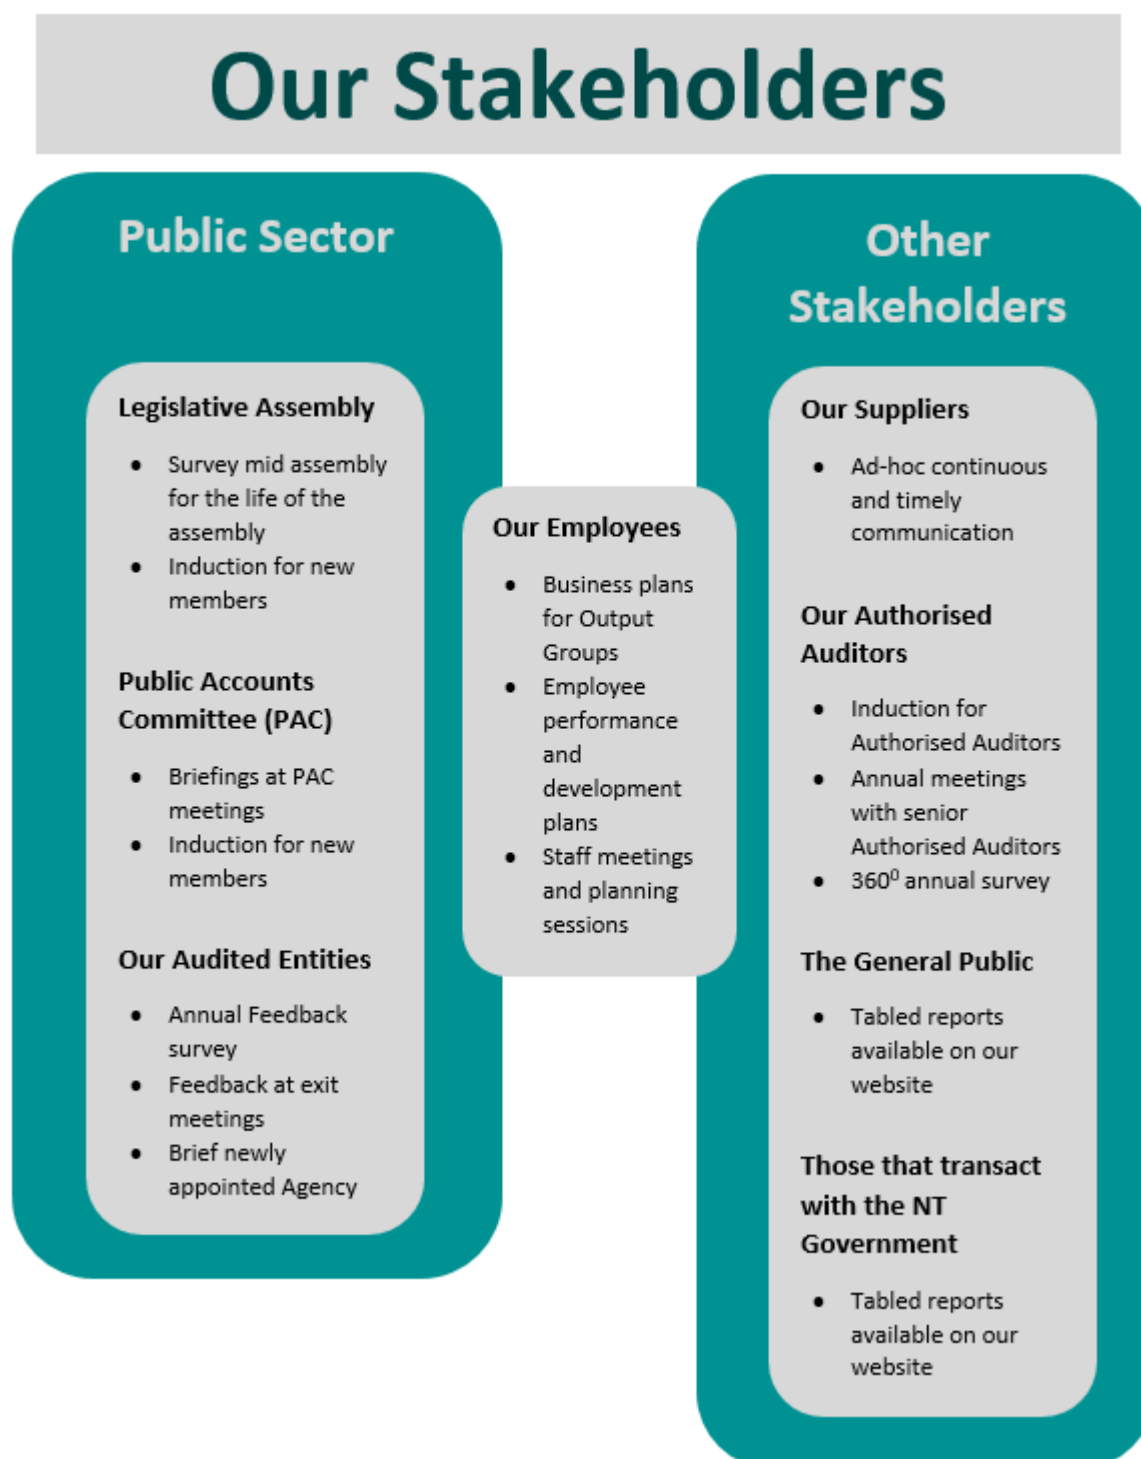 Our Stakeholders
Public Sector
Legislative Assembly
● Survey mid assembly
for the life of the
assembly
● Induction for new
members
Public Accounts
Committee (PAC)
● Briefings at PAC
meetings
● Induction for new
members
Our Audited Entities
● Annual Feedback
survey
● Feedback at exit
meetings
● Brief newly
appointed Agency
Our Employees
● Business plans
for Output
Groups
● Employee
performance
and
development
plans
● Staff meetings
and planning
sessions
Other
Stakeholders
Our Suppliers
● Ad-hoc continuous
and timely
communication
Our Authorised
Auditors
● Induction for
Authorised Auditors
● Annual meetings
with senior
Authorised Auditors
● 360⁰ annual survey
The General Public
● Tabled reports
available on our
website
Those that transact
with the NT
Government
● Tabled reports
available on our
website